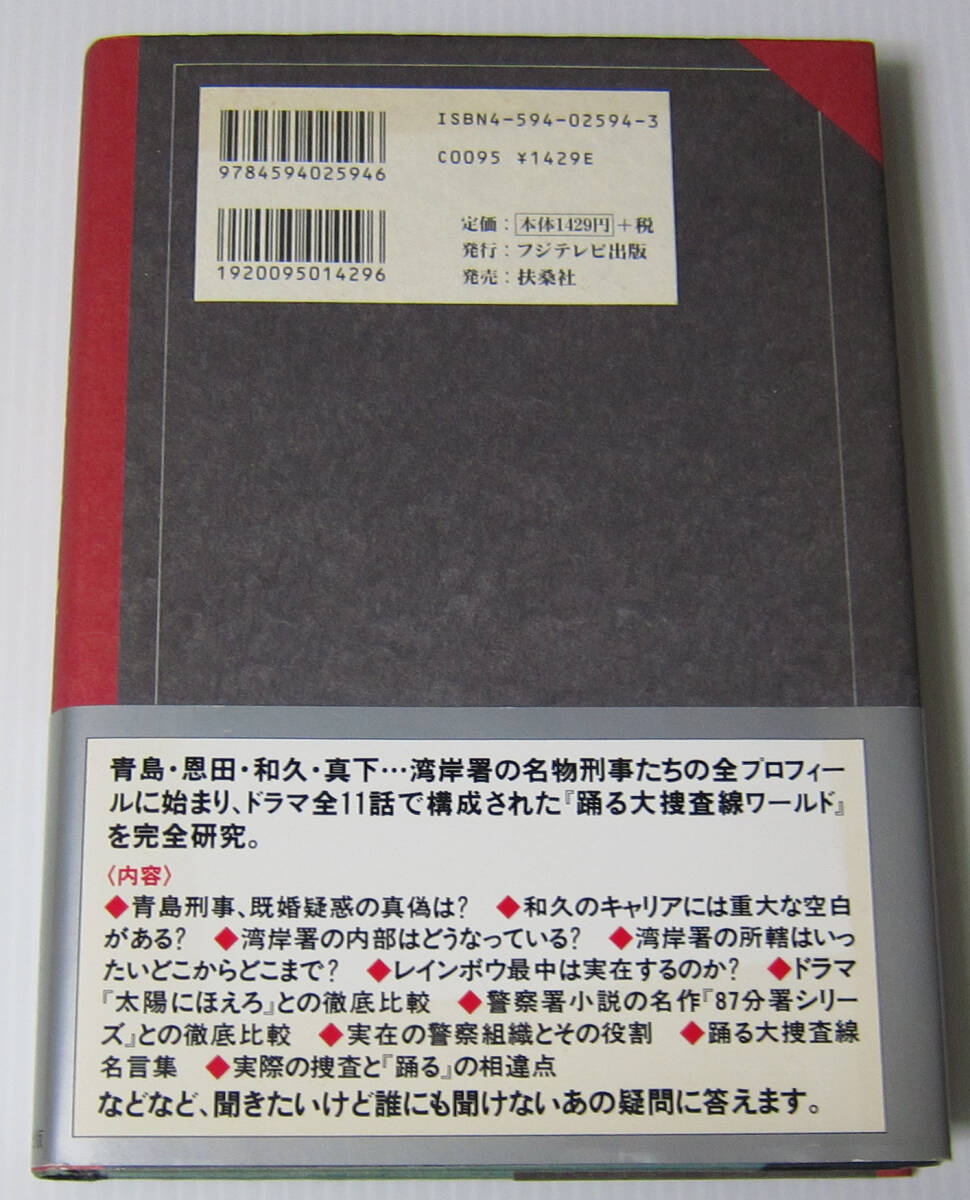 ISBN4-594-02594-3
C0095 ¥1429E
9784594025946
1920095014296
定価：本体1429円＋税
発行：フジテレビ出版
発売：扶桑社
青島・恩田・和久・真下…湾岸署の名物刑事たちの全プロフィー
ルに始まり、ドラマ全11話で構成された『踊る大捜査線ワールド』
を完全研究。
〈内容〉
◆青島刑事、既婚疑惑の真偽は？ ◆和久のキャリアには重大な空白
がある？ ◆湾岸署の内部はどうなっている？ ◆湾岸署の所轄はいっ
たいどこからどこまで？ ◆レインボウ最中は実在するのか？ ◆ドラマ
『太陽にほえろ』との徹底比較 ◆警察署小説の名作『87分署シリー
ズ』との徹底比較 ◆実在の警察組織とその役割 ◆踊る大捜査線
名言集 ◆実際の捜査と『踊る』の相違点
などなど、聞きたいけど誰にも聞けないあの疑問に答えます。